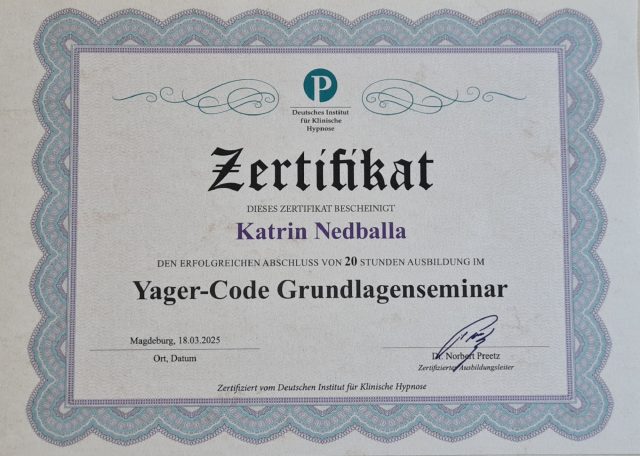 P
Deutsches Institut
für Klinische
Hypnose
Zertifikat
DIESES ZERTIFIKAT BESCHEINIGT
Katrin Nedballa
DEN ERFOLGREICHEN ABSCHLUSS VON 20 STUNDEN AUSBILDUNG IM
Yager-Code Grundlagenseminar
Magdeburg, 18.03.2025
Ort, Datum
Dr. Norbert Preetz
Zertifizierter Ausbildungsleiter
Zertifiziert vom Deutschen Institut für Klinische Hypnose